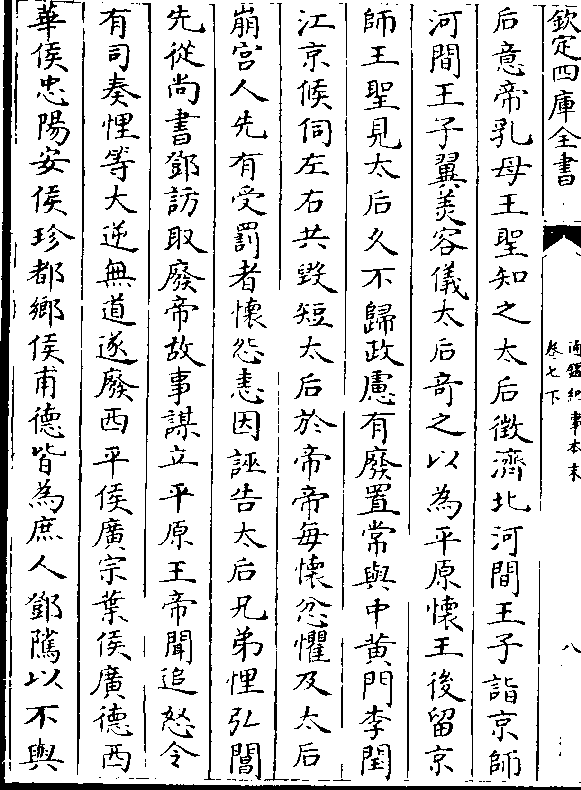 欽定四庫全書
通鑑紀事本末
卷七下
八
后意帝乳母王聖知之太后徵濟北河間王子詣京師
河間王子翼美容儀太后奇之以為平原懷王後留京
師王聖見太后久不歸政慮有廢置常與中黄門李閏
江京候伺左右共毀短太后於帝帝每懷忿懼及太后
崩宫人先有受罰者懷怨恚因誣告太后兄弟悝弘閶
先從尚書鄧訪取廢帝故事謀立平原王帝聞追怒令
有司奏悝等大逆無道遂廢西平侯廣宗葉侯廣德西
華侯忠陽安侯珍都鄉侯甫德皆為庶人鄧隲以不與